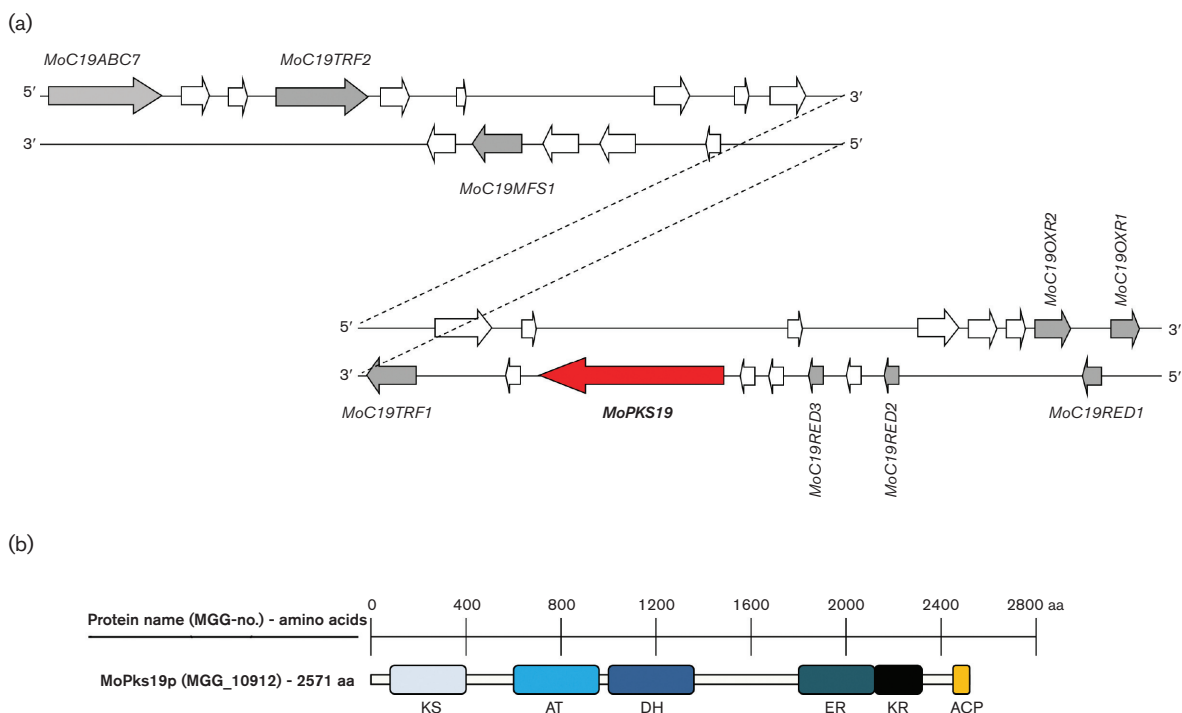 (a)
MoC19ABC7
MoC19TRF2
5′
3′
3′
5′
MoC19MFS1
MoC19OXR2
MoC19OXR1
5′
3′
3′
5′
MoC19TRF1
MoPKS19
MoC19RED3
MoC19RED2
MoC19RED1
(b)
0 400 800 1200 1600 2000 2400 2800 aa
Protein name (MGG-no.) - amino acids
MoPks19p (MGG_10912) - 2571 aa
KS AT DH ER KR ACP